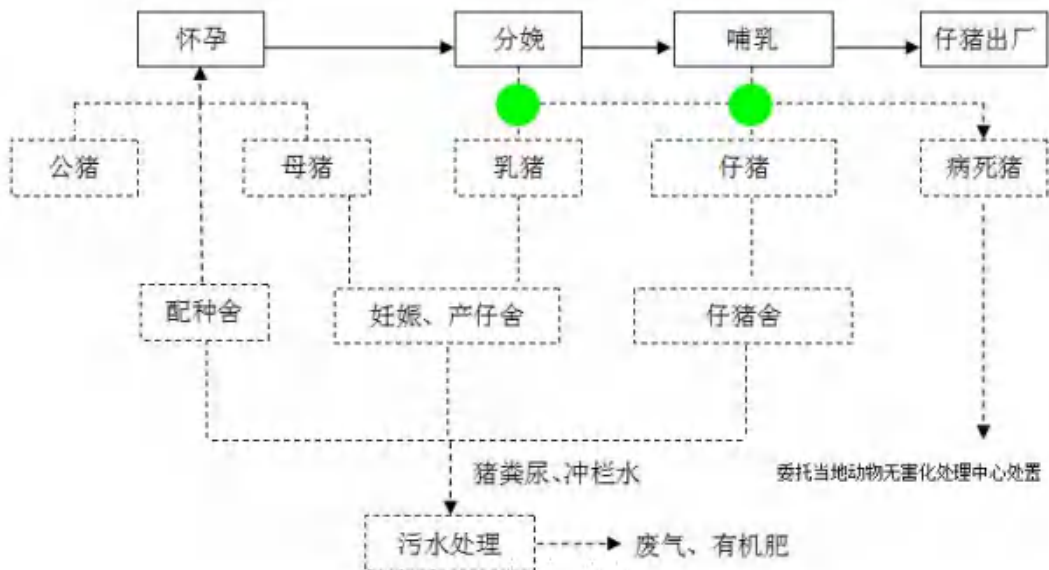 怀孕
分娩
哺乳
仔猪出厂
公猪
母猪
乳猪
仔猪
病死猪
配种舍
妊娠、产仔舍
仔猪舍
猪粪尿、冲栏水
委托当地动物无害化处理中心处置
污水处理
废气、有机肥